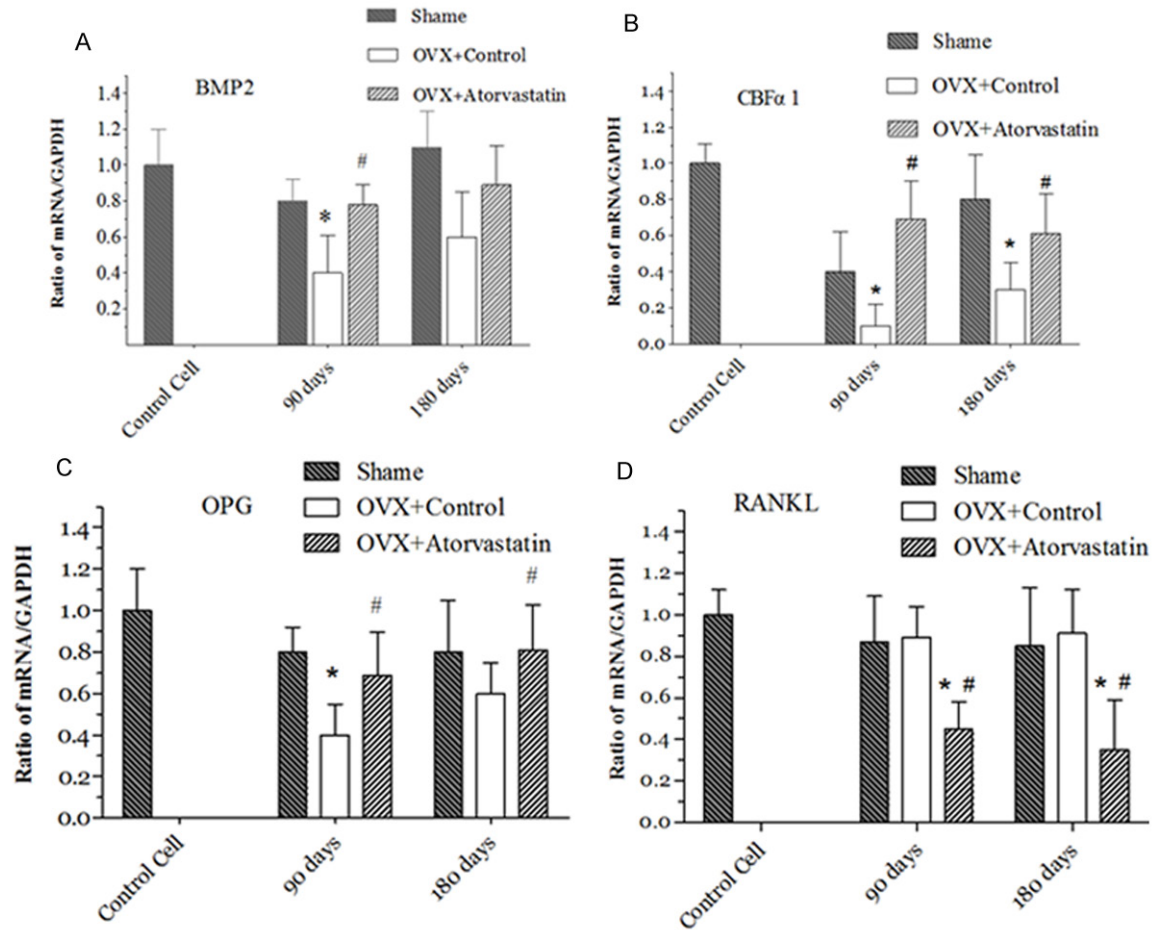 A
BMP2
Shame
OVX+Control
OVX+Atorvastatin
Ratio of mRNA/GAPDH
1.4
1.2
1.0
0.8
0.6
0.4
0.2
*
#
Control Cell
90 days
180 days
B
CBFα 1
Shame
OVX+Control
OVX+Atorvastatin
Ratio of mRNA/GAPDH
1.4
1.2
1.0
0.8
0.6
0.4
0.2
0.0
*
#
*
#
Control Cell
90 days
180 days
C
OPG
Shame
OVX+Control
OVX+Atorvastatin
Ratio of mRNA/GAPDH
1.4
1.2
1.0
0.8
0.6
0.4
0.2
0.0
*
#
#
Control Cell
90 days
180 days
D
RANKL
Shame
OVX+Control
OVX+Atorvastatin
Ratio of mRNA/GAPDH
1.4
1.2
1.0
0.8
0.6
0.4
0.2
0.0
* #
* #
Control Cell
90 days
180 days